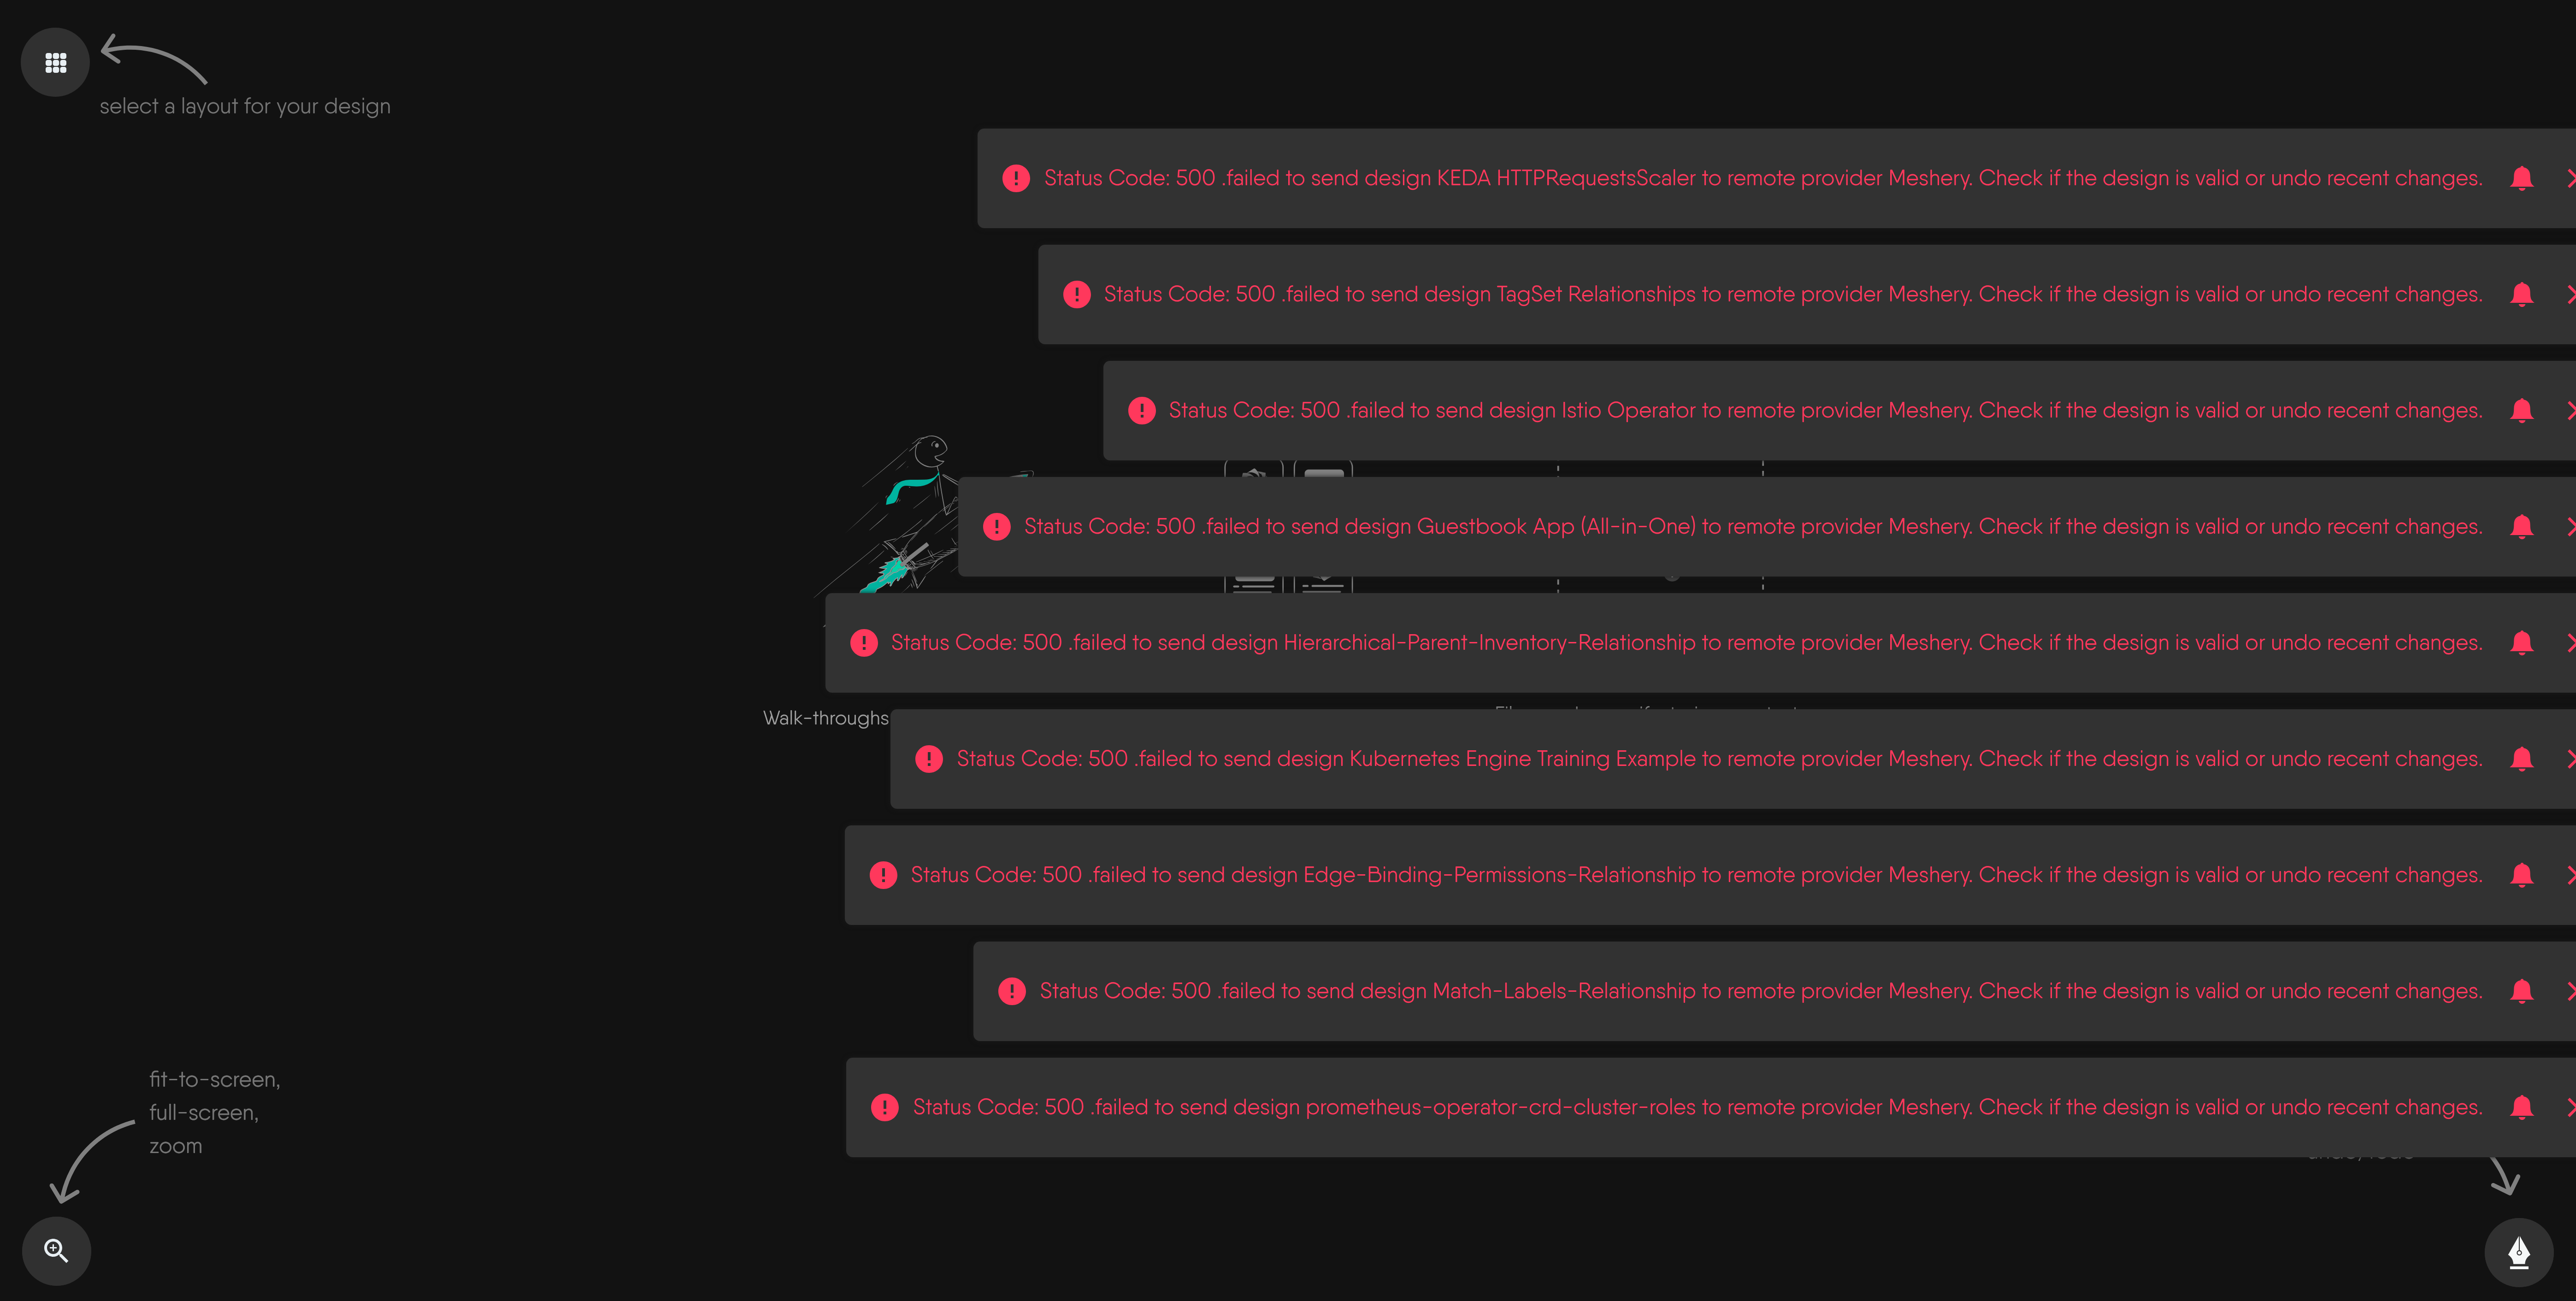 select a layout for your design
Status Code: 500 .failed to send design KEDA HTTPRequestsScaler to remote provider Meshery. Check if the design is valid or undo recent changes.
Status Code: 500 .failed to send design TagSet Relationships to remote provider Meshery. Check if the design is valid or undo recent changes.
Status Code: 500 .failed to send design Istio Operator to remote provider Meshery. Check if the design is valid or undo recent changes.
Status Code: 500 .failed to send design Guestbook App (All-in-One) to remote provider Meshery. Check if the design is valid or undo recent changes.
Status Code: 500 .failed to send design Hierarchical-Parent-Inventory-Relationship to remote provider Meshery. Check if the design is valid or undo recent changes.
Walk-throughs
Status Code: 500 .failed to send design Kubernetes Engine Training Example to remote provider Meshery. Check if the design is valid or undo recent changes.
Status Code: 500 .failed to send design Edge-Binding-Permissions-Relationship to remote provider Meshery. Check if the design is valid or undo recent changes.
Status Code: 500 .failed to send design Match-Labels-Relationship to remote provider Meshery. Check if the design is valid or undo recent changes.
Status Code: 500 .failed to send design prometheus-operator-crd-cluster-roles to remote provider Meshery. Check if the design is valid or undo recent changes.
fit-to-screen,
full-screen,
zoom